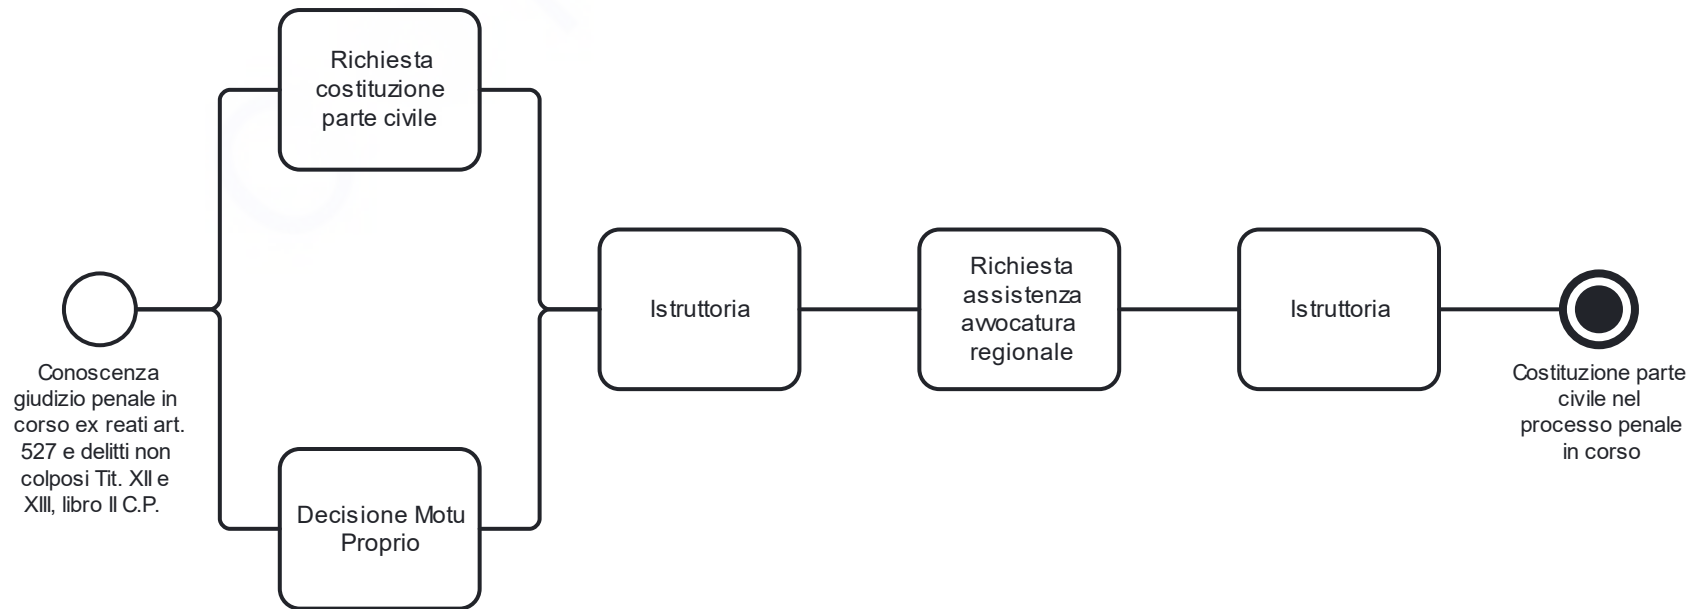 Richiesta
costituzione
parte civile
Conoscenza
giudizio penale in
corso ex reati art.
527 e delitti non
colposi Tit. XII e
XIII, libro II C.P.
Decisione Motu
Proprio
Istruttoria
Richiesta
assistenza
avvocatura
regionale
Istruttoria
Costituzione parte
civile nel
processo penale
in corso